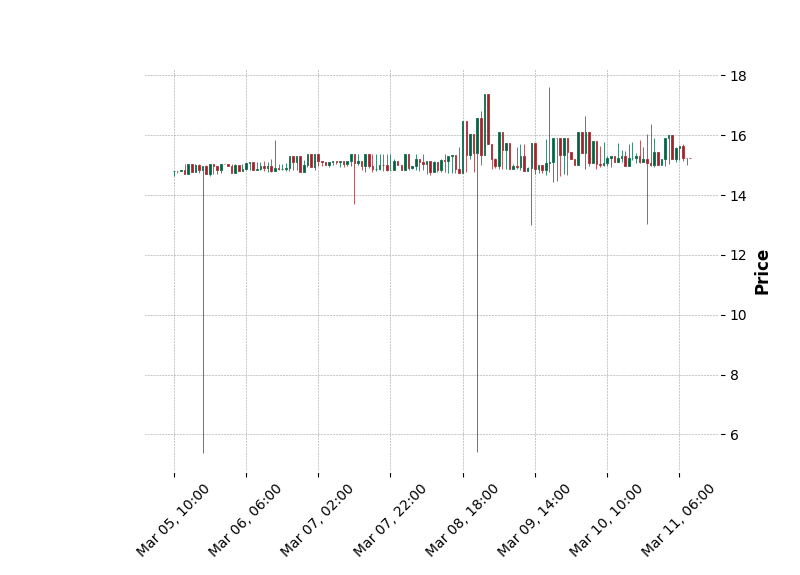 18
16
14
12
10
8
6
Price
Mar 05, 10:00
Mar 06, 06:00
Mar 07, 02:00
Mar 07, 22:00
Mar 08, 18:00
Mar 09, 14:00
Mar 10, 10:00
Mar 11, 06:00